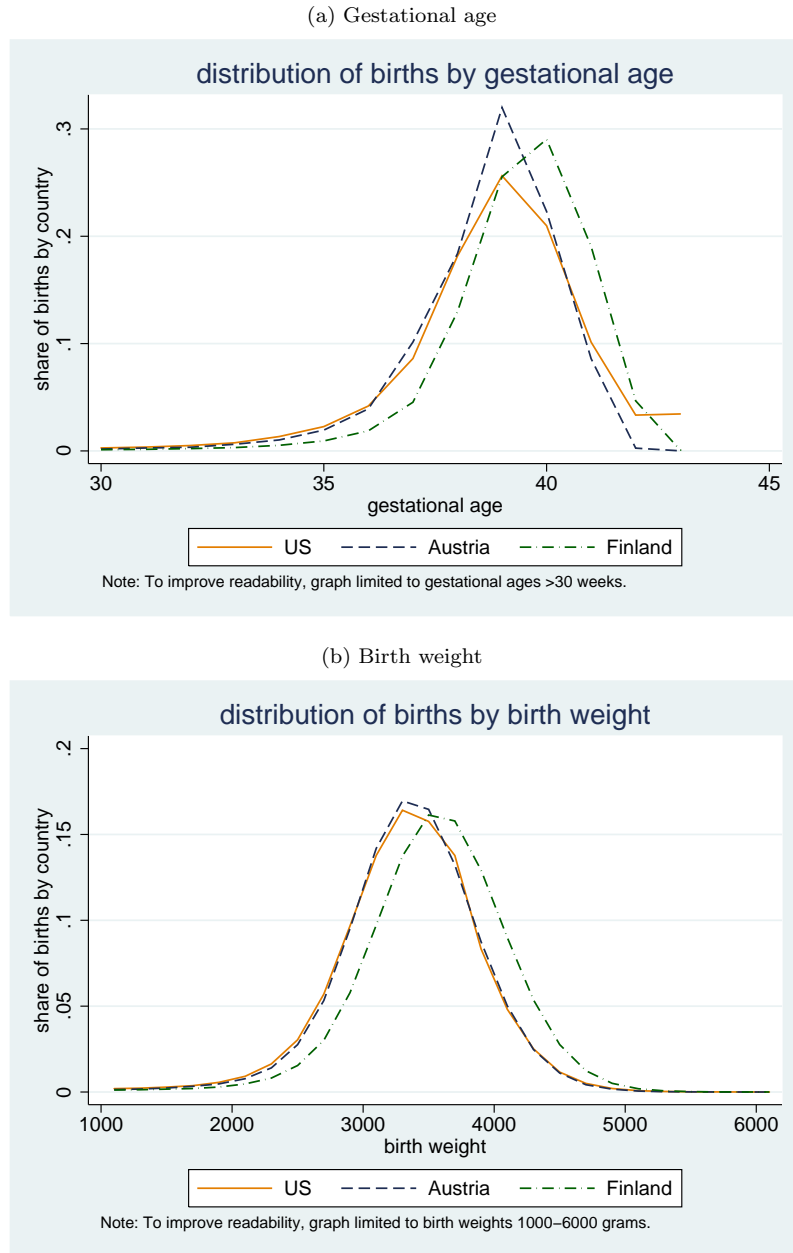 (a) Gestational age
distribution of births by gestational age
share of births by country
.3
.2
.1
0
30 35 40 45
gestational age
US Austria Finland
Note: To improve readability, graph limited to gestational ages >30 weeks.
(b) Birth weight
distribution of births by birth weight
share of births by country
.2
.15
.1
.05
0
1000 2000 3000 4000 5000 6000
birth weight
US Austria Finland
Note: To improve readability, graph limited to birth weights 1000−6000 grams.